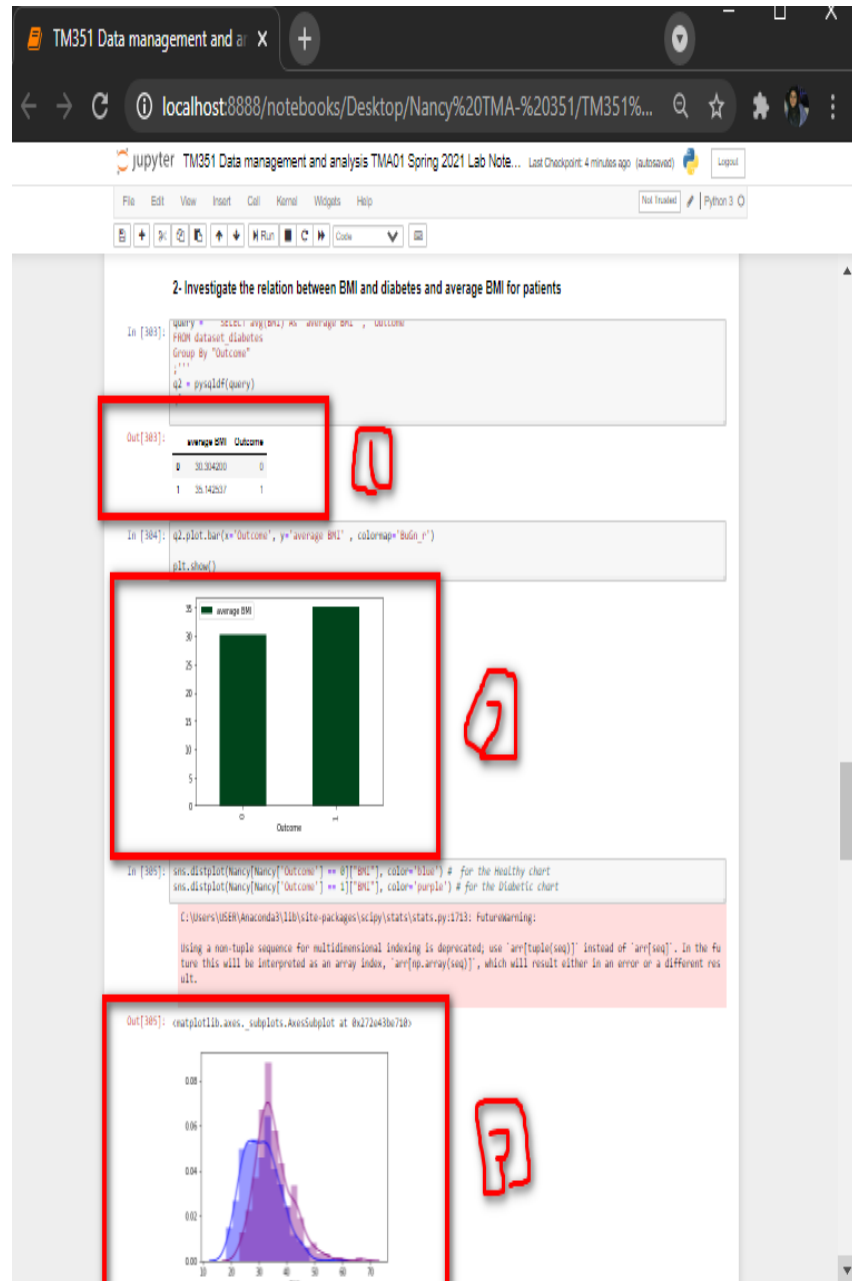 TM351 Data management and ar
localhost:8888/notebooks/Desktop/Nancy%20TMA-%20351/TM351%...
jupyter TM351 Data management and analysis TMA01 Spring 2021 Lab Note... Last Checkpoint: 4 minutes ago (autosaved) Logout
File Edit View Insert Cell Kernel Widgets Help Not Trusted Python 3
Run Code
2- Investigate the relation between BMI and diabetes and average BMI for patients
In [303]: query = ''' SELECT avg(BMI) As "average BMI" , "Outcome"
FROM dataset_diabetes
Group By "Outcome"
;'''
q2 = pysqldf(query)
Out[303]:
average BMI Outcome
0 30.304200 0
1 35.142537 1
1
In [304]: q2.plot.bar(x='Outcome', y='average BMI' , colormap='BuGn_r')
plt.show()
average BMI
35
30
25
20
15
10
5
0
0 1
Outcome
2
In [305]: sns.distplot(Nancy[Nancy['Outcome'] == 0]["BMI"], color='blue') # for the Healthy chart
sns.distplot(Nancy[Nancy['Outcome'] == 1]["BMI"], color='purple') # for the Diabetic chart
C:\Users\USER\Anaconda3\lib\site-packages\scipy\stats\stats.py:1713: FutureWarning:
Using a non-tuple sequence for multidimensional indexing is deprecated; use `arr[tuple(seq)]` instead of `arr[seq]`. In the fu
ture this will be interpreted as an array index, `arr[np.array(seq)]`, which will result either in an error or a different res
ult.
Out[305]: <matplotlib.axes._subplots.AxesSubplot at 0x272e43be710>
0.08
0.06
0.04
0.02
0.00
10 20 30 40 50 60 70